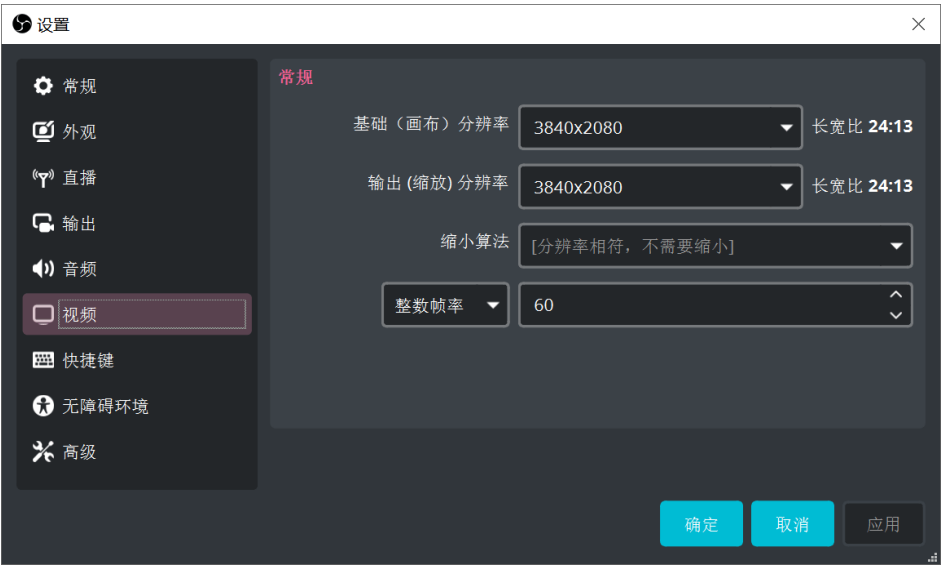 设置
常规
外观
直播
输出
音频
视频
快捷键
无障碍环境
高级
常规
基础（画布）分辨率 3840x2080 长宽比 24:13
输出 (缩放) 分辨率 3840x2080 长宽比 24:13
缩小算法 [分辨率相符，不需要缩小]
整数帧率 60
确定 取消 应用